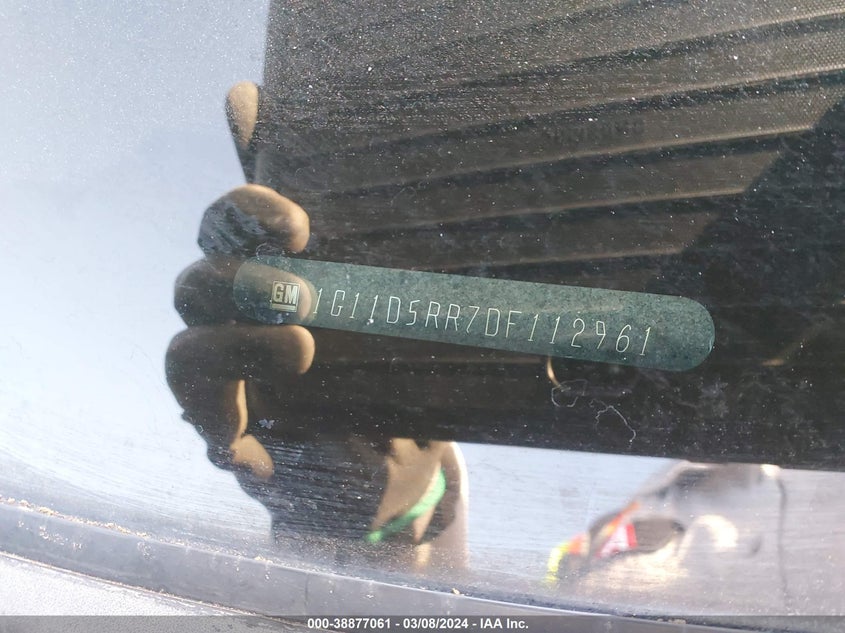 GM 1G11D5RR7DF112961
000-38877061 - 03/08/2024 - IAA Inc.